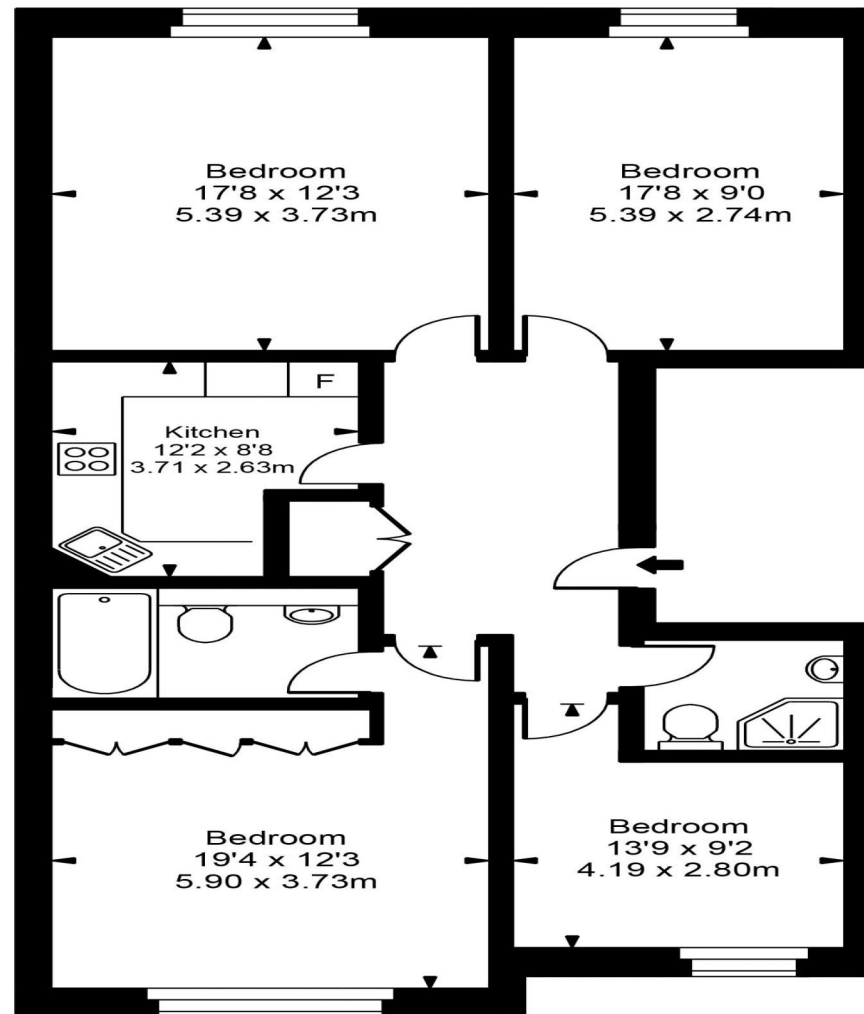 Bedroom
17'8 x 12'3
5.39 x 3.73m
Bedroom
17'8 x 9'0
5.39 x 2.74m
F
Kitchen
12'2 x 8'8
3.71 x 2.63m
Bedroom
19'4 x 12'3
5.90 x 3.73m
Bedroom
13'9 x 9'2
4.19 x 2.80m